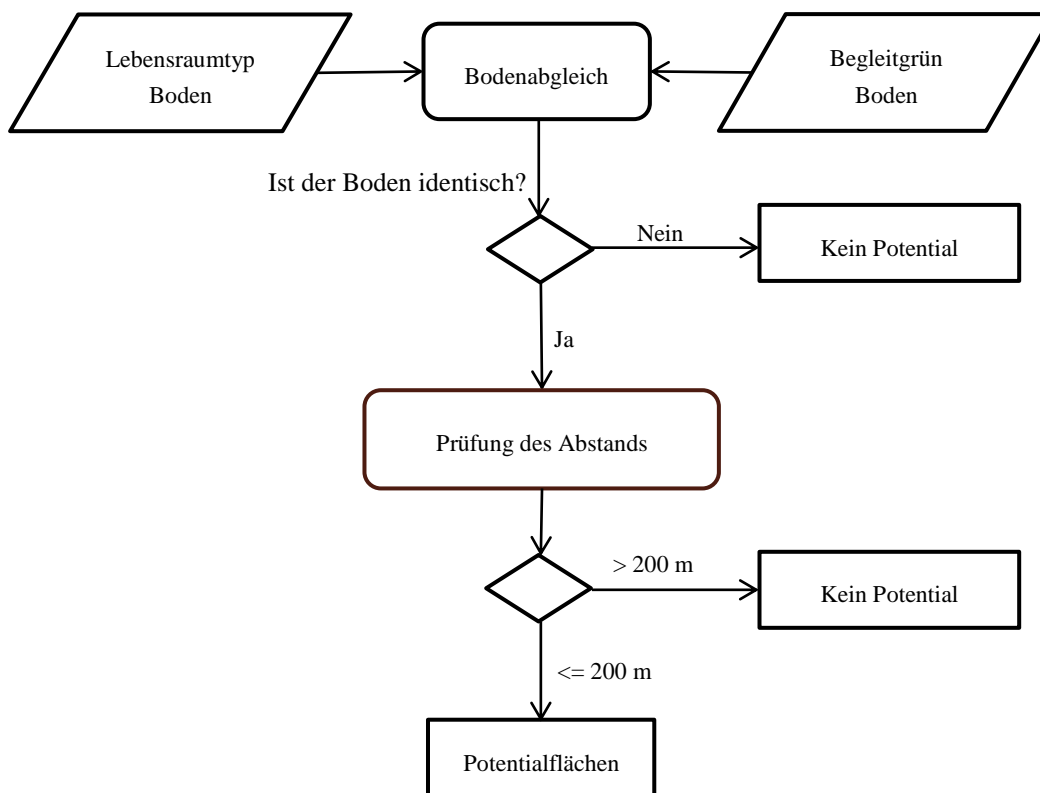 Lebensraumtyp
Boden
Bodenabgleich
Begleitgrün
Boden
Ist der Boden identisch?
Nein
Kein Potential
Ja
Prüfung des Abstands
> 200 m
Kein Potential
<= 200 m
Potentialflächen